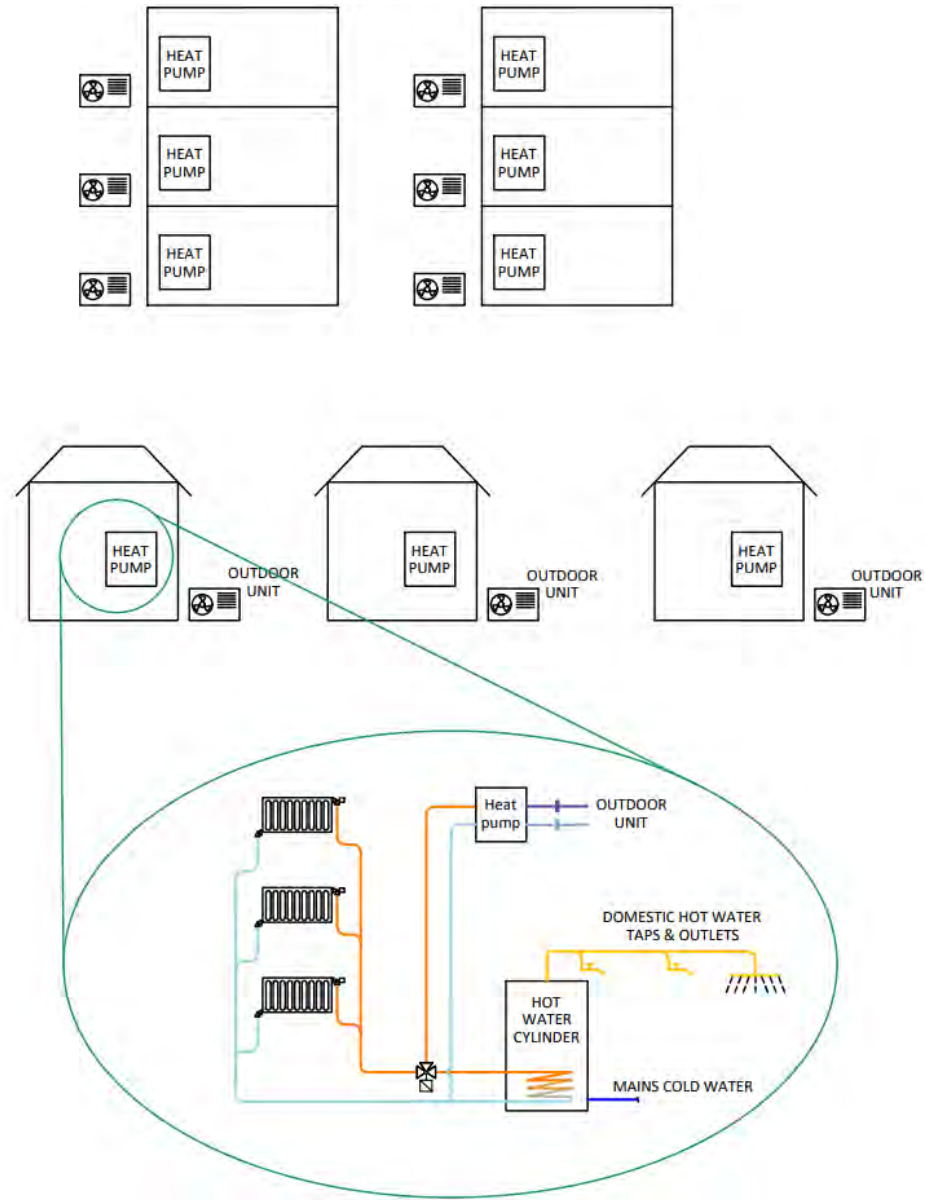 HEAT
PUMP
HEAT
PUMP
HEAT
PUMP
HEAT
PUMP
HEAT
PUMP
HEAT
PUMP
HEAT
PUMP
OUTDOOR
UNIT
HEAT
PUMP
OUTDOOR
UNIT
HEAT
PUMP
OUTDOOR
UNIT
Heat
pump
OUTDOOR
UNIT
DOMESTIC HOT WATER
TAPS & OUTLETS
HOT
WATER
CYLINDER
MAINS COLD WATER